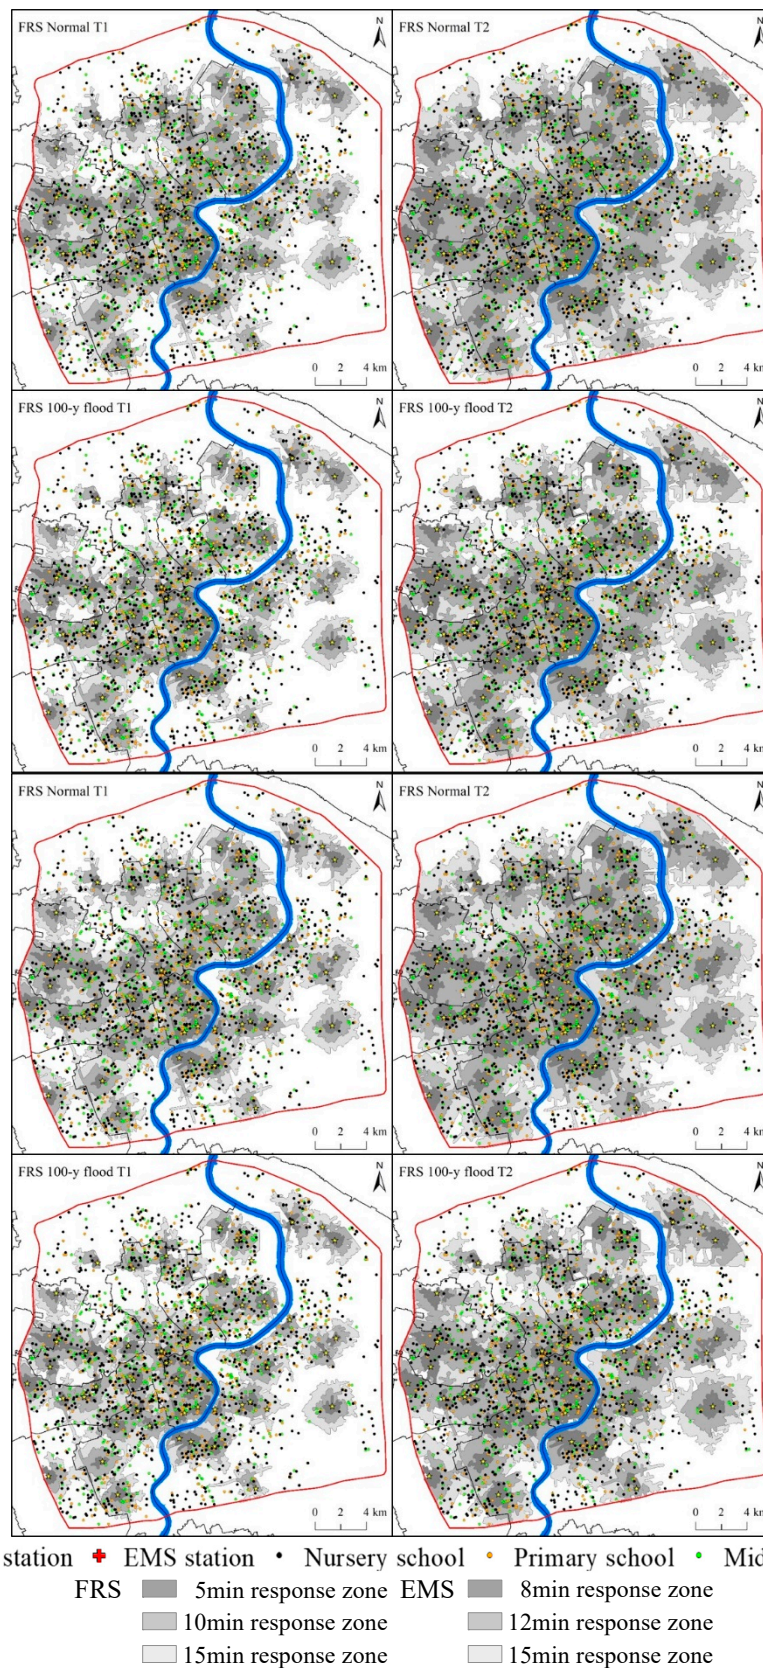 FRS Normal T1
N
0 2 4 km
FRS Normal T2
N
0 2 4 km
FRS 100-y flood T1
N
0 2 4 km
FRS 100-y flood T2
N
0 2 4 km
FRS Normal T1
N
0 2 4 km
FRS Normal T2
N
0 2 4 km
FRS 100-y flood T1
N
0 2 4 km
FRS 100-y flood T2
N
0 2 4 km
station EMS station Nursery school Primary school Mid
FRS 5min response zone EMS 8min response zone
10min response zone 12min response zone
15min response zone 15min response zone